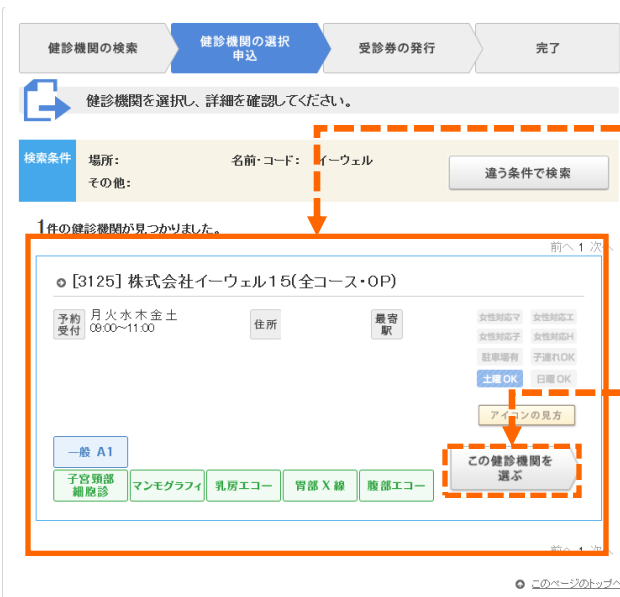 健診機関の検索
健診機関の選択
申込
受診券の発行
完了
健診機関を選択し、詳細を確認してください。
検索条件
場所:
名前・コード: イーウェル
その他:
違う条件で検索
1件の健診機関が見つかりました。
前へ 1 次へ
[3125] 株式会社イーウェル15(全コース・OP)
予約
受付
月火水木金土
09:00～11:00
住所
最寄
駅
女性対応マ 女性対応エ
女性対応子 女性対応H
駐車場有 子連れOK
土曜OK 日曜OK
アイコンの見方
一般 A1
子宮頸部
細胞診
マンモグラフィ
乳房エコー
胃部X線
腹部エコー
この健診機関を
選ぶ
前へ 1 次へ
このページのトップへ